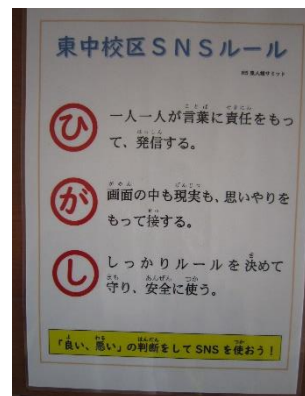 東中校区SNSルール
ひ
一人一人が言葉に責任をもっ
て、発信する。
が
画面の中も現実も、思いやりを
もって接する。
し
しっかりルールを決めて
守り、安全に使う。
「良い、悪い」の判断をしてSNSを使おう！